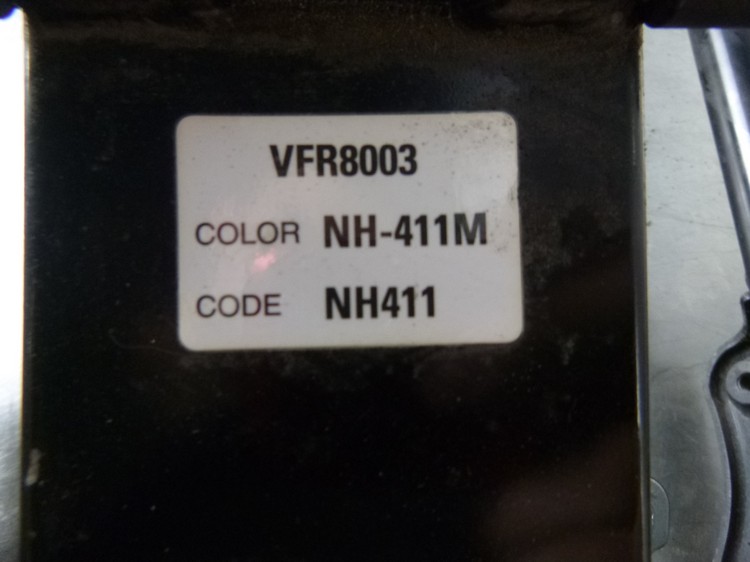 VFR8003
COLOR NH-411M
CODE NH411